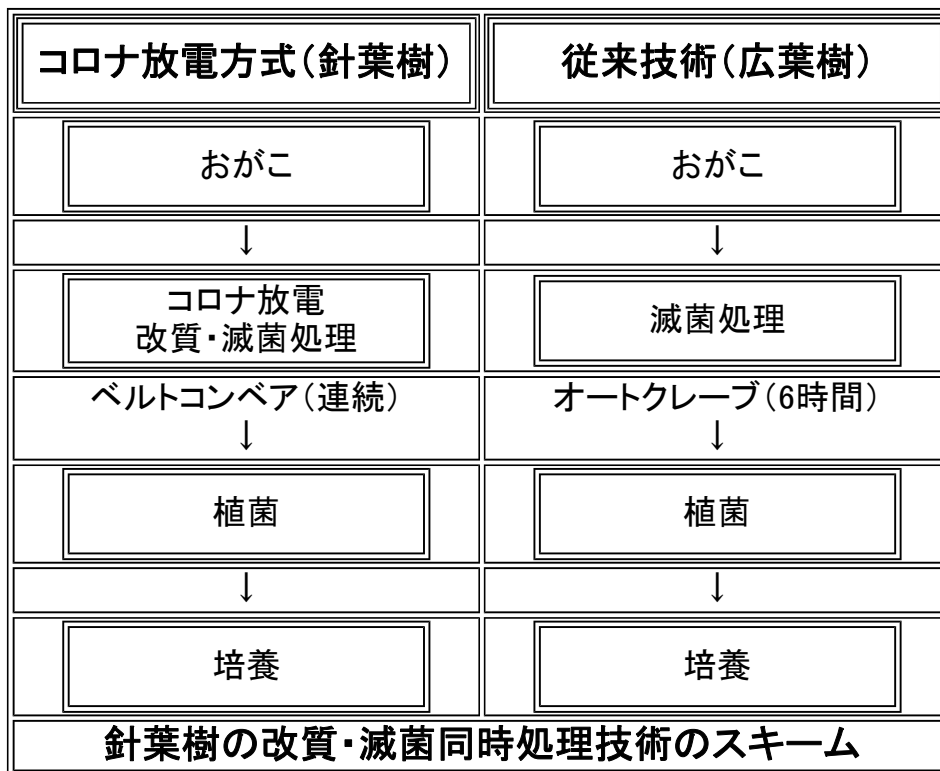 コロナ放電方式(針葉樹)
従来技術(広葉樹)
おがこ
おがこ
↓
↓
コロナ放電
改質・滅菌処理
滅菌処理
ベルトコンベア(連続)
オートクレーブ(6時間)
↓
↓
植菌
植菌
↓
↓
培養
培養
針葉樹の改質・滅菌同時処理技術のスキーム